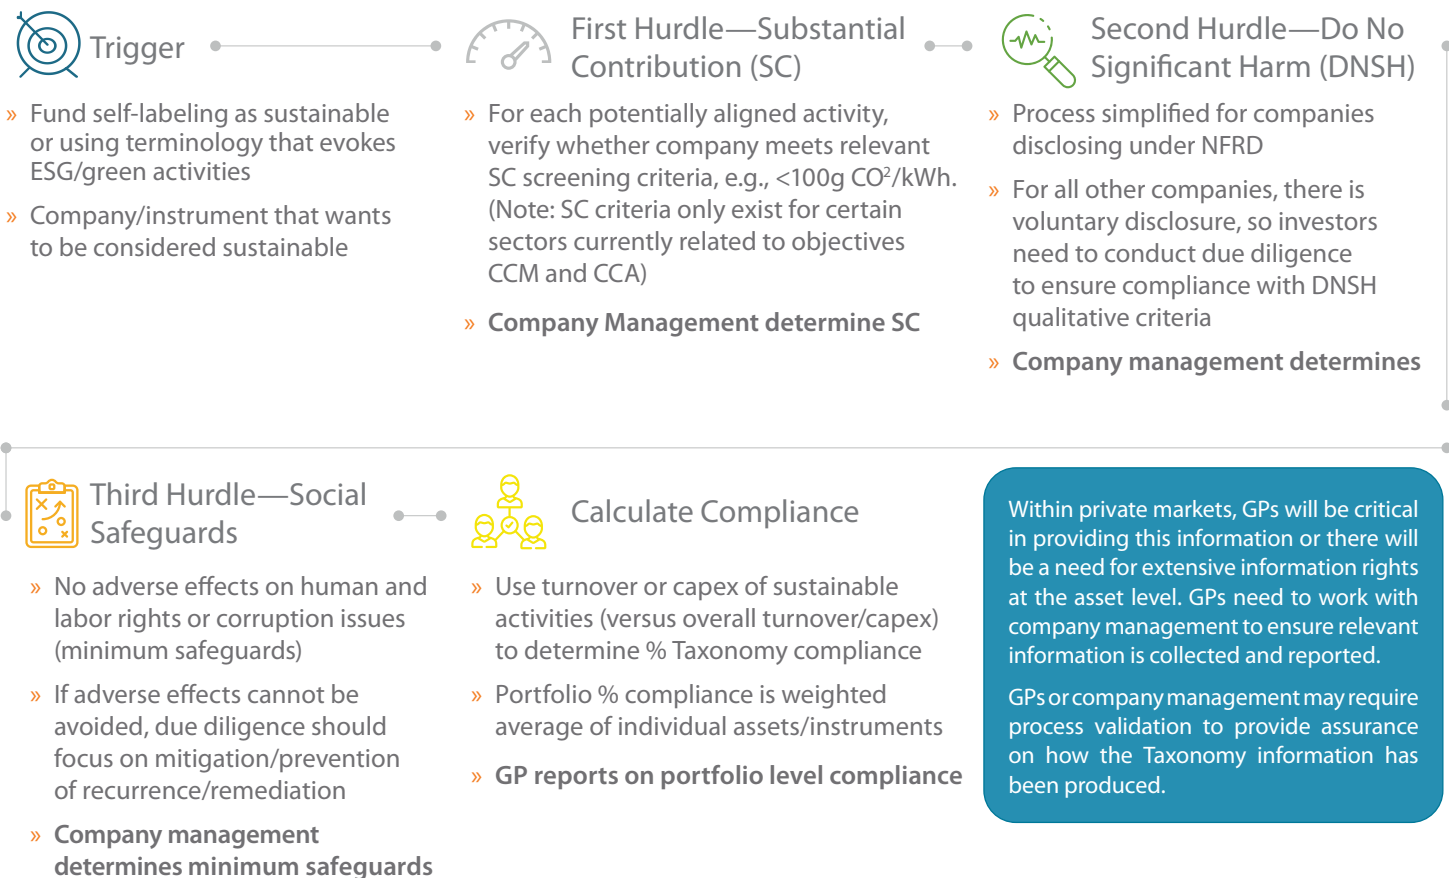 Trigger
» Fund self-labeling as sustainable
or using terminology that evokes
ESG/green activities
» Company/instrument that wants
to be considered sustainable
First Hurdle—Substantial
Contribution (SC)
» For each potentially aligned activity,
verify whether company meets relevant
SC screening criteria, e.g., <100g CO²/kWh.
(Note: SC criteria only exist for certain
sectors currently related to objectives
CCM and CCA)
» Company Management determine SC
Second Hurdle—Do No
Significant Harm (DNSH)
» Process simplified for companies
disclosing under NFRD
» For all other companies, there is
voluntary disclosure, so investors
need to conduct due diligence
to ensure compliance with DNSH
qualitative criteria
» Company management determines
Third Hurdle—Social
Safeguards
» No adverse effects on human and
labor rights or corruption issues
(minimum safeguards)
» If adverse effects cannot be
avoided, due diligence should
focus on mitigation/prevention
of recurrence/remediation
» Company management
determines minimum safeguards
Calculate Compliance
» Use turnover or capex of sustainable
activities (versus overall turnover/capex)
to determine % Taxonomy compliance
» Portfolio % compliance is weighted
average of individual assets/instruments
» GP reports on portfolio level compliance
Within private markets, GPs will be critical
in providing this information or there will
be a need for extensive information rights
at the asset level. GPs need to work with
company management to ensure relevant
information is collected and reported.
GPs or company management may require
process validation to provide assurance
on how the Taxonomy information has
been produced.